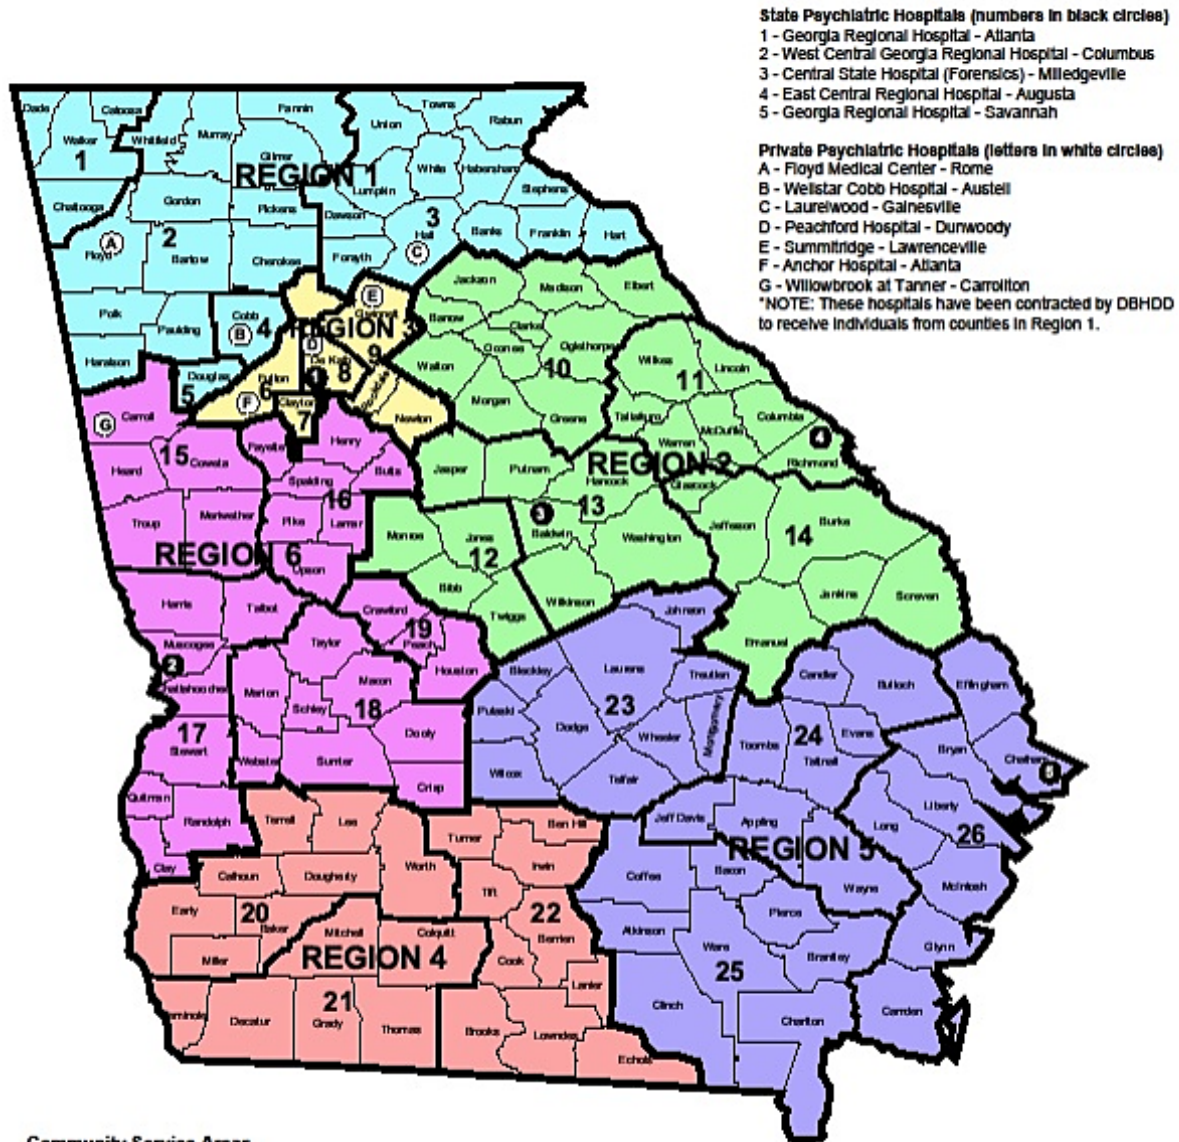 State Psychiatric Hospitals (numbers in black circles)
1 - Georgia Regional Hospital - Atlanta
2 - West Central Georgia Regional Hospital - Columbus
3 - Central State Hospital (Forensics) - Milledgeville
4 - East Central Regional Hospital - Augusta
5 - Georgia Regional Hospital - Savannah
Private Psychiatric Hospitals (letters in white circles)
A - Floyd Medical Center - Rome
B - Wellstar Cobb Hospital - Austell
C - Laurelwood - Gainesville
D - Peachford Hospital - Dunwoody
E - Summitridge - Lawrenceville
F - Anchor Hospital - Atlanta
G - Willowbrook at Tanner - Carrollton
*NOTE: These hospitals have been contracted by DBHDD
to receive individuals from counties in Region 1.
Dade
Catoosa
Fannin
Towns
Union
Rabun
Walker
Whitfield
Murray
1
Gilmer
REGION 1
White
Habersham
Lumpkin
Stephens
Chattooga
Gordon
Pickens
Dawson
3
Hall
Banks
Franklin
Hart
A
Floyd
2
Bartow
Cherokee
Forsyth
C
Jackson
Madison
Elbert
Polk
Paulding
Cobb
B
4
E
Gwinnett
REGION 3
Barrow
Clarke
Oconee
Oglethorpe
Haralson
Douglas
5
D
De Kalb
8
9
Walton
10
Wilkes
Lincoln
11
Fulton
6
F
Clayton
7
Rockdale
Newton
Morgan
Greene
Taliaferro
Columbia
McDuffie
Warren
4
Richmond
G
Carroll
15
Coweta
Fayette
Henry
Butts
Spalding
16
Jasper
Putnam
REGION 2
Hancock
Glascock
Heard
Troup
Meriwether
Pike
Lamar
Monroe
Jones
12
3
Baldwin
13
Washington
Jefferson
Burke
14
REGION 6
Upson
Bibb
Twiggs
Wilkinson
Jenkins
Screven
Emanuel
Harris
Talbot
Crawford
19
Peach
Houston
Johnson
Muscogee
2
Chattahoochee
Taylor
Macon
Marion
Schley
18
Dooly
Bleckley
Laurens
Treutlen
Pulaski
23
Dodge
Wheeler
Montgomery
Candler
Bulloch
Effingham
17
Stewart
Webster
Sumter
Crisp
Wilcox
Telfair
Toombs
24
Tattnall
Evans
Bryan
Chatham
Quitman
Randolph
Clay
Terrell
Lee
Turner
Ben Hill
Jeff Davis
Appling
REGION 5
Long
Liberty
26
Calhoun
Dougherty
Worth
Irwin
Coffee
Bacon
Wayne
McIntosh
Early
20
Baker
Tift
22
Berrien
Pierce
Miller
Mitchell
Colquitt
REGION 4
Cook
Lanier
Atkinson
Ware
25
Brantley
Glynn
Seminole
Decatur
21
Grady
Thomas
Brooks
Lowndes
Echols
Clinch
Charlton
Camden